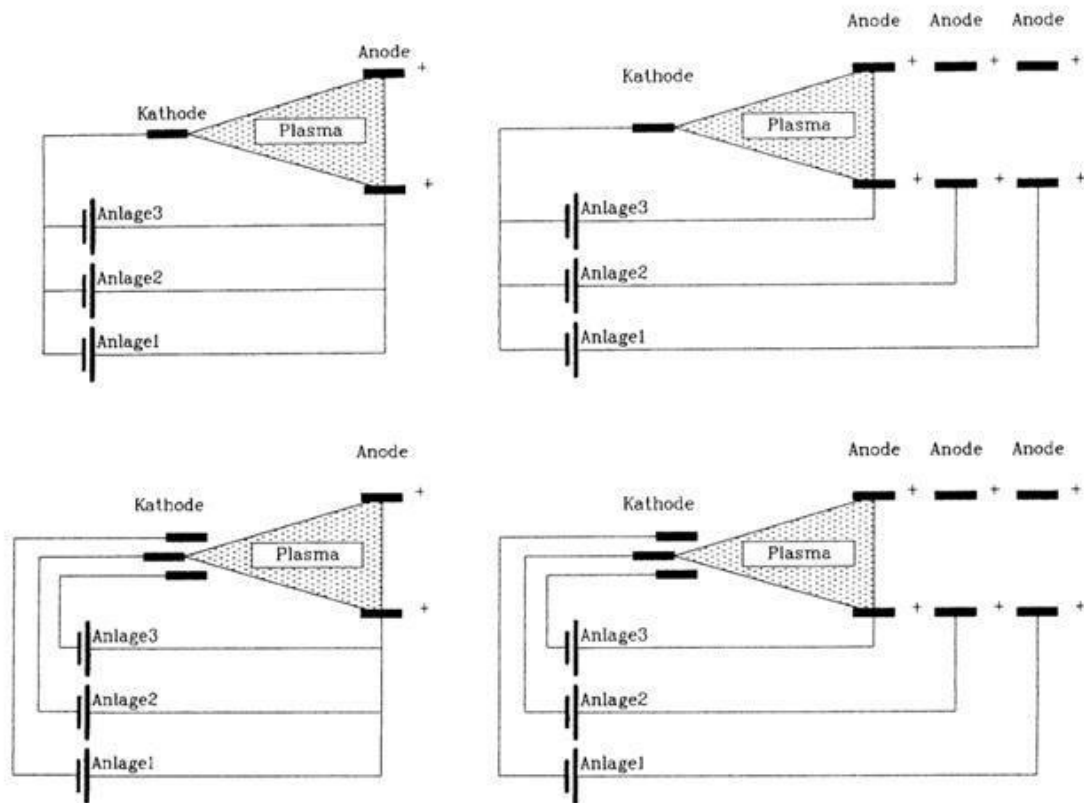 Anode
+
Kathode
Plasma
+
Anlage3
Anlage2
Anlage1
Anode Anode Anode
+ + +
Kathode
Plasma
+ + +
Anlage3
Anlage2
Anlage1
Anode
+
Kathode
Plasma
+
Anlage3
Anlage2
Anlage1
Anode Anode Anode
+ + +
Kathode
Plasma
+ + +
Anlage3
Anlage2
Anlage1